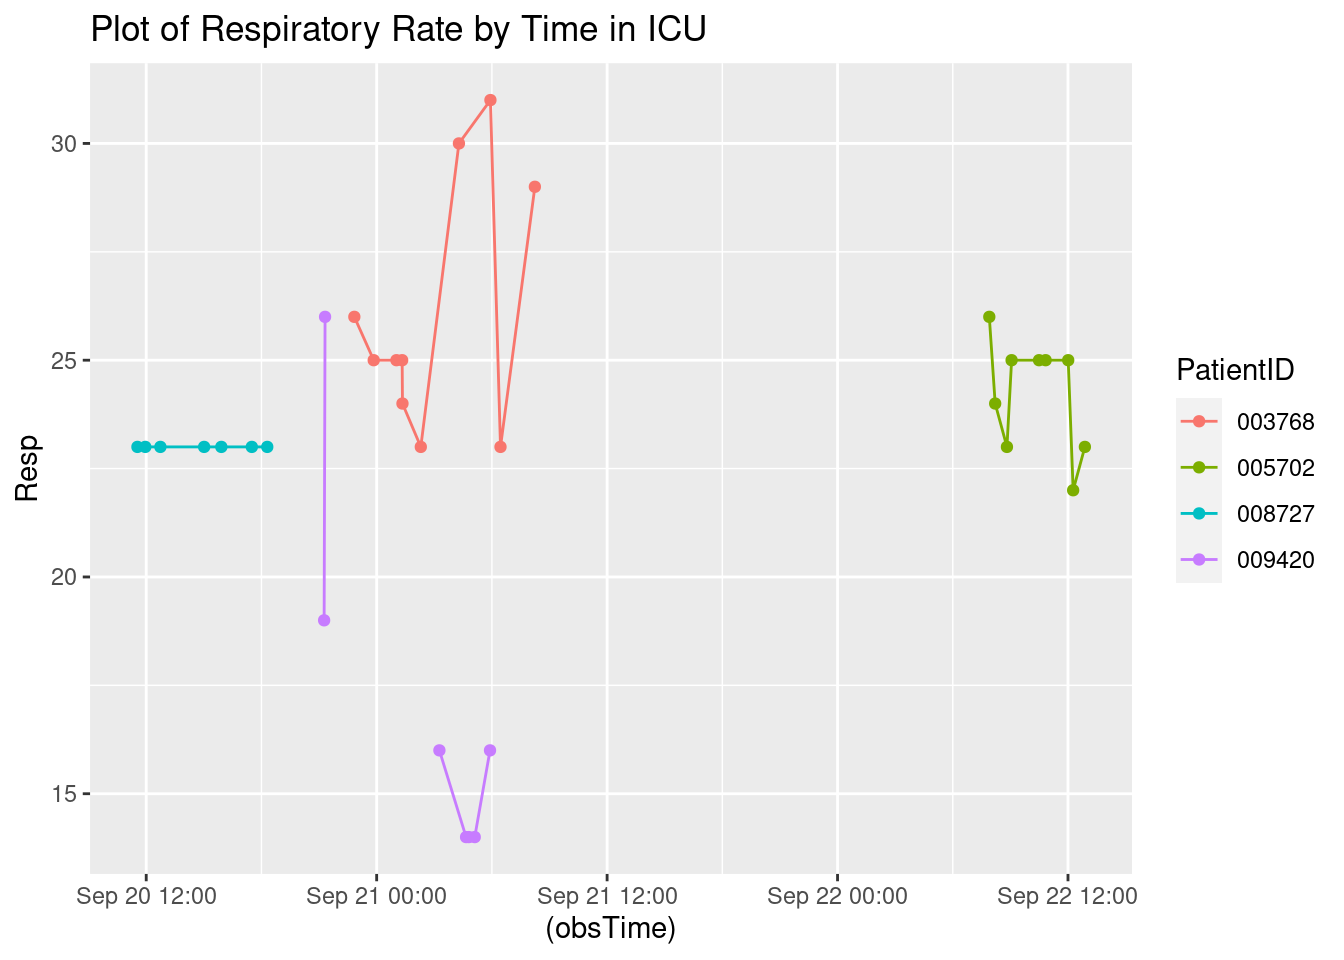 Plot of Respiratory Rate by Time in ICU
30
25
20
15
Resp
Sep 20 12:00
Sep 21 00:00
Sep 21 12:00
Sep 22 00:00
Sep 22 12:00
(obsTime)
PatientID
003768
005702
008727
009420